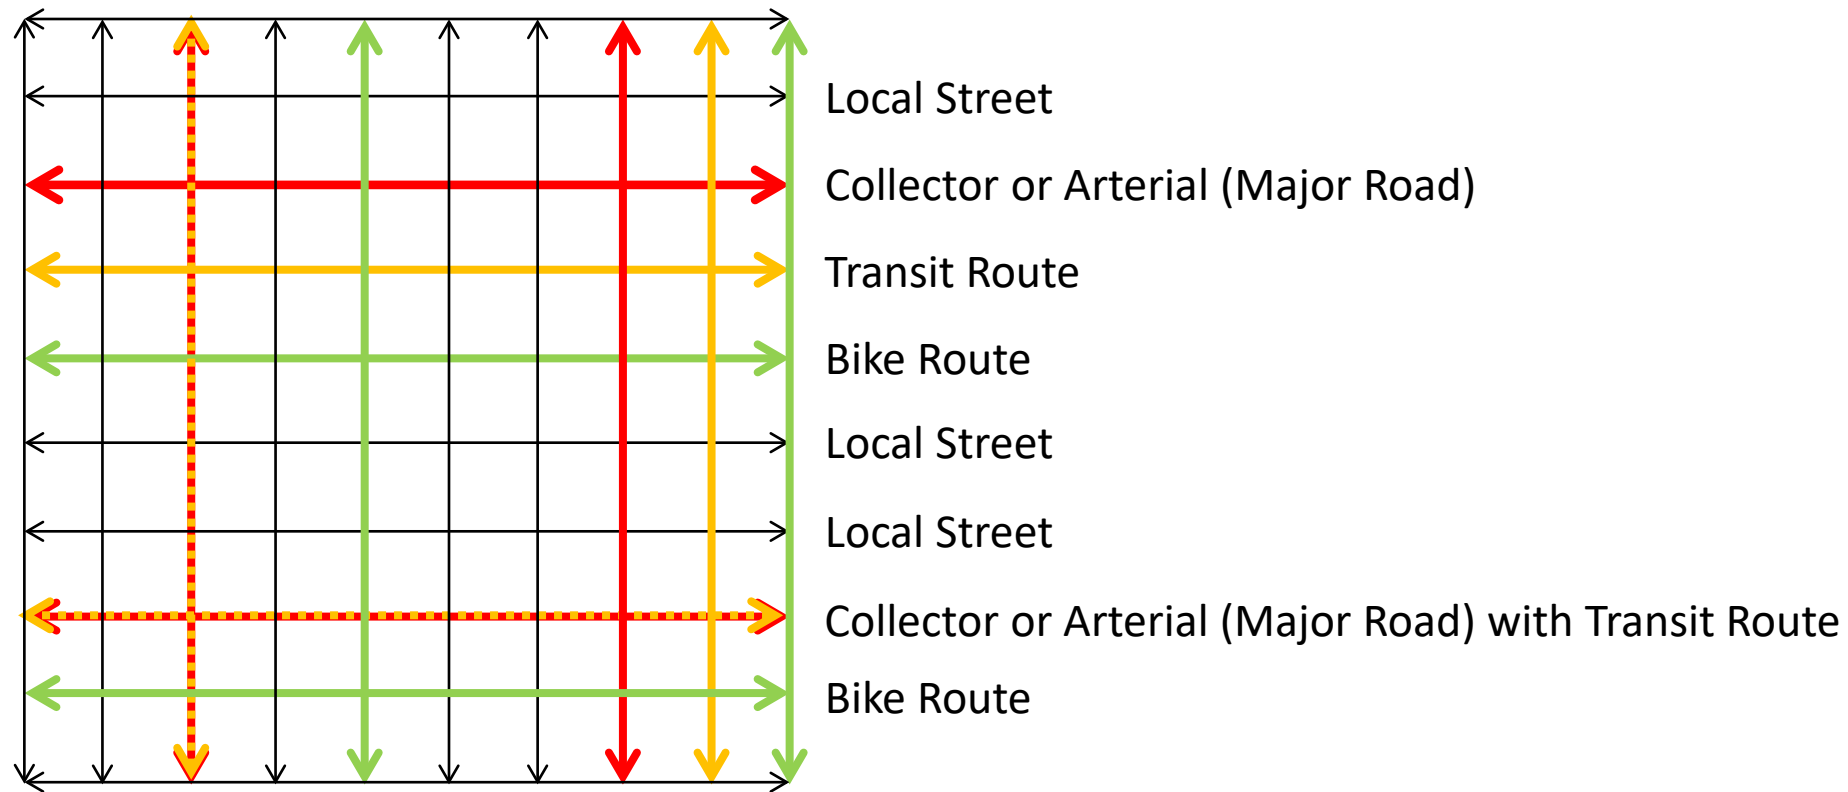 Local Street
Collector or Arterial (Major Road)
Transit Route
Bike Route
Local Street
Local Street
Collector or Arterial (Major Road) with Transit Route
Bike Route